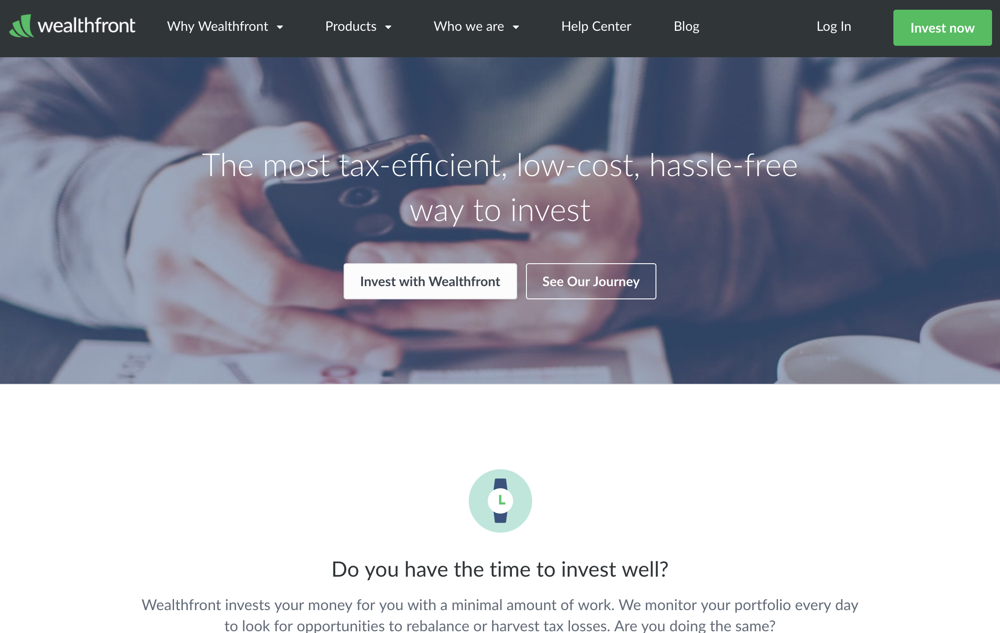 wealthfront
Why Wealthfront
Products
Who we are
Help Center
Blog
Log In
Invest now
The most tax-efficient, low-cost, hassle-free
way to invest
Invest with Wealthfront
See Our Journey
Do you have the time to invest well?
Wealthfront invests your money for you with a minimal amount of work. We monitor your portfolio every day
to look for opportunities to rebalance or harvest tax losses. Are you doing the same?